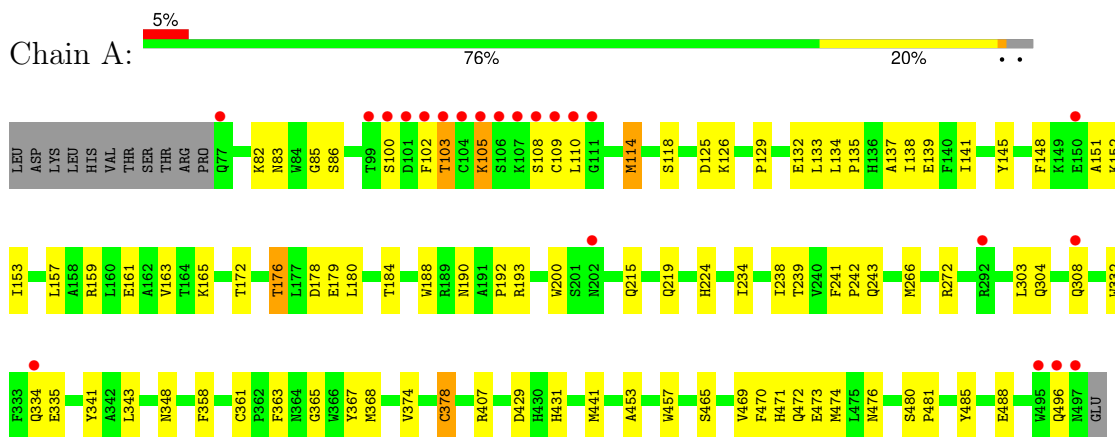 5%
Chain A:
76% 20% • •
LEU ASP LYS LEU HIS VAL THR SER THR ARG PRO Q77 K82 N83 W84 G85 S86 T99 S100 D101 F102 T103 C104 K105 S106 K107 S108 C109 L110 G111 M114 S118 D125 K126 P129 E132 L133 L134 P135 H136 A137 I138 E139 F140 I141 Y145 F148 K149 E150 A151 K152
I153 L157 A158 R159 L160 E161 A162 V163 T164 K165 T172 T176 L177 D178 E179 L180 T184 W188 R189 N190 A191 P192 R193 W200 S201 N202 Q215 Q219 H224 I234 I238 T239 V240 F241 P242 Q243 M266 R272 R292 L303 Q304 Q308 W332
F333 Q334 E335 Y341 A342 L343 N348 F358 C361 P362 F363 N364 G365 W366 Y367 M368 V374 C378 R407 D429 H430 H431 M441 A453 W457 S465 V469 F470 H471 Q472 E473 M474 L475 N476 S480 P481 Y485 E488 W495 Q496 N497 GLU